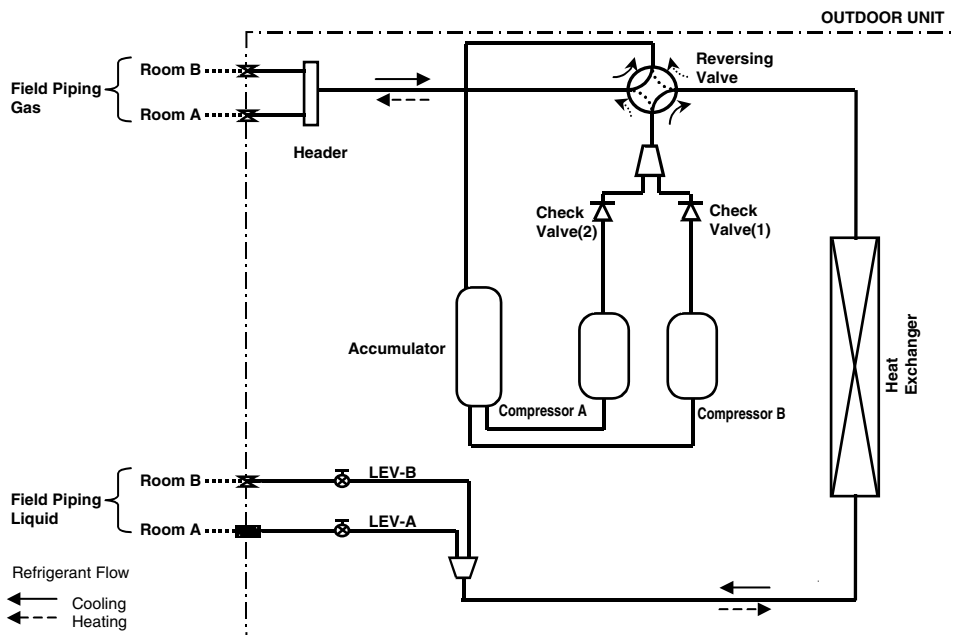 OUTDOOR UNIT
Room B
Field Piping
Gas
Room A
Header
Reversing
Valve
Check
Valve(2)
Check
Valve(1)
Accumulator
Compressor A
Compressor B
Heat
Exchanger
Room B
LEV-B
Field Piping
Liquid
Room A
LEV-A
Refrigerant Flow
Cooling
Heating